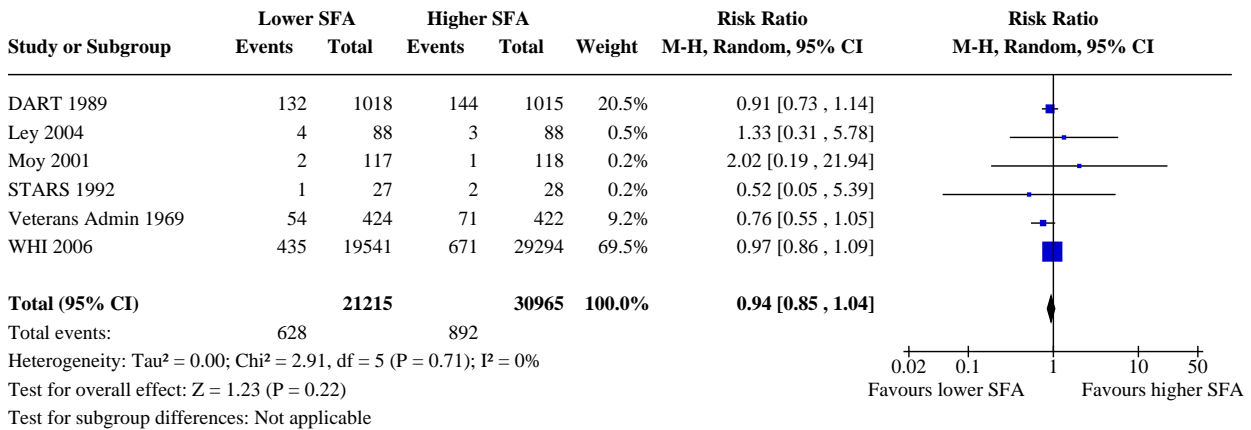 Lower SFA Higher SFA Risk Ratio Risk Ratio
Study or Subgroup Events Total Events Total Weight M-H, Random, 95% CI M-H, Random, 95% CI
DART 1989 132 1018 144 1015 20.5% 0.91 [0.73 , 1.14]
Ley 2004 4 88 3 88 0.5% 1.33 [0.31 , 5.78]
Moy 2001 2 117 1 118 0.2% 2.02 [0.19 , 21.94]
STARS 1992 1 27 2 28 0.2% 0.52 [0.05 , 5.39]
Veterans Admin 1969 54 424 71 422 9.2% 0.76 [0.55 , 1.05]
WHI 2006 435 19541 671 29294 69.5% 0.97 [0.86 , 1.09]
Total (95% CI) 21215 30965 100.0% 0.94 [0.85 , 1.04]
Total events: 628 892
Heterogeneity: Tau² = 0.00; Chi² = 2.91, df = 5 (P = 0.71); I² = 0%
0.02 0.1 1 10 50
Test for overall effect: Z = 1.23 (P = 0.22)
Favours lower SFA Favours higher SFA
Test for subgroup differences: Not applicable